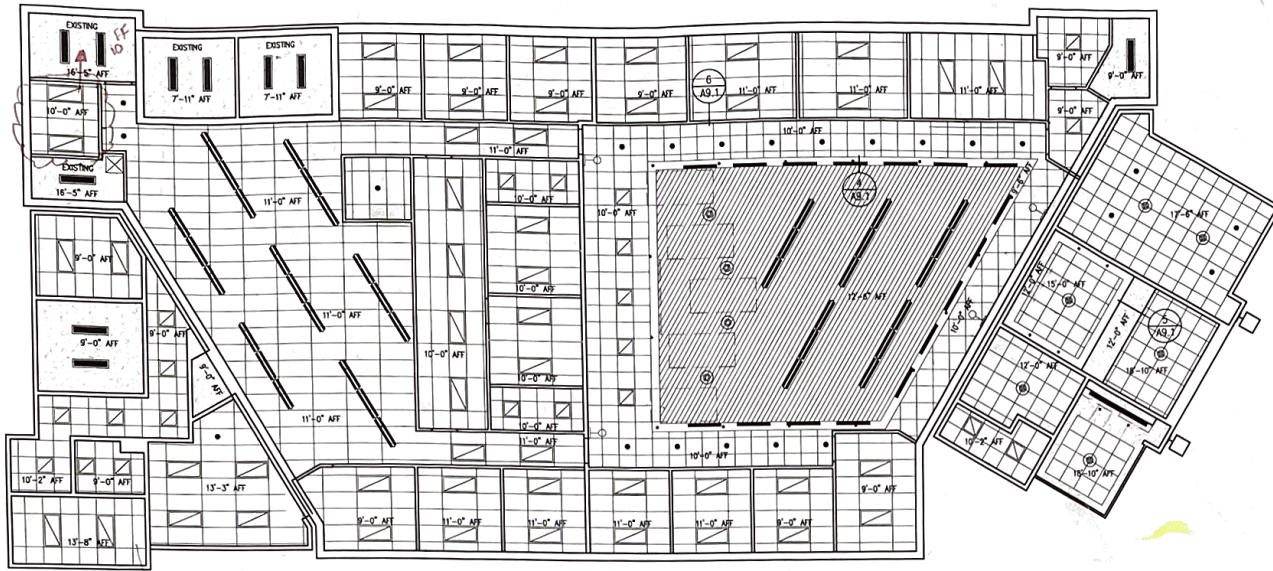 EXISTING
FF
10
16'-5" AFF
EXISTING
7'-11" AFF
EXISTING
7'-11" AFF
9'-0" AFF
9'-0" AFF
9'-0" AFF
9'-0" AFF
6
A9.1
11'-0" AFF
11'-0" AFF
11'-0" AFF
9'-0" AFF
9'-0" AFF
9'-0" AFF
10'-0" AFF
11'-0" AFF
10'-0" AFF
EXISTING
16'-5" AFF
11'-0" AFF
10'-0" AFF
10'-0" AFF
4
A9.1
17'-6" AFF
9'-0" AFF
15'-0" AFF
10'-0" AFF
12'-6" AFF
10'-0" AFF
12'-0" AFF
5
A9.1
11'-0" AFF
9'-0" AFF
9'-0" AFF
10'-0" AFF
9'-0" AFF
10'-0" AFF
12'-0" AFF
18'-10" AFF
11'-0" AFF
10'-0" AFF
11'-0" AFF
10'-0" AFF
10'-2" AFF
18'-10" AFF
10'-2" AFF
9'-0" AFF
13'-3" AFF
9'-0" AFF
9'-0" AFF
11'-0" AFF
11'-0" AFF
11'-0" AFF
11'-0" AFF
9'-0" AFF
13'-8" AFF